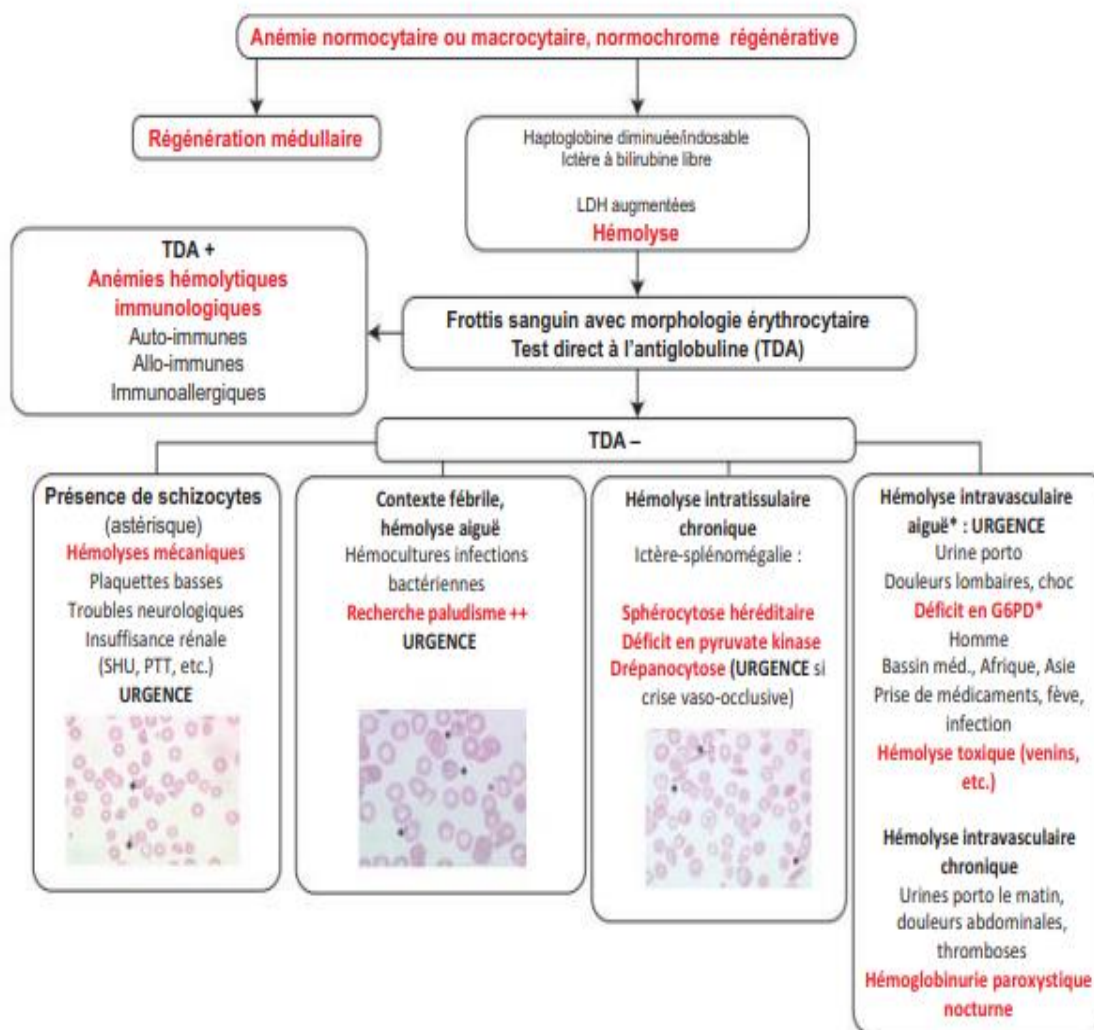 Anémie normocytaire ou macrocytaire, normochrome régénérative
Régénération médullaire
Haptoglobine diminuée/indosable
Ictère à bilirubine libre
LDH augmentées
Hémolyse
TDA +
Anémies hémolytiques
immunologiques
Auto-immunes
Allo-immunes
Immunoallergiques
Frottis sanguin avec morphologie érythrocytaire
Test direct à l'antiglobuline (TDA)
TDA –
Présence de schizocytes
(astérisque)
Hémolyses mécaniques
Plaquettes basses
Troubles neurologiques
Insuffisance rénale
(SHU, PTT, etc.)
URGENCE
Contexte fébrile,
hémolyse aiguë
Hémocultures infections
bactériennes
Recherche paludisme ++
URGENCE
Hémolyse intratissulaire
chronique
Ictère-splénomégalie :
Sphérocytose héréditaire
Déficit en pyruvate kinase
Drépanocytose (URGENCE si
crise vaso-occlusive)
Hémolyse intravasculaire
aiguë* : URGENCE
Urine porto
Douleurs lombaires, choc
Déficit en G6PD*
Homme
Bassin méd., Afrique, Asie
Prise de médicaments, fève,
infection
Hémolyse toxique (venins,
etc.)
Hémolyse intravasculaire
chronique
Urines porto le matin,
douleurs abdominales,
thromboses
Hémoglobinurie paroxystique
nocturne